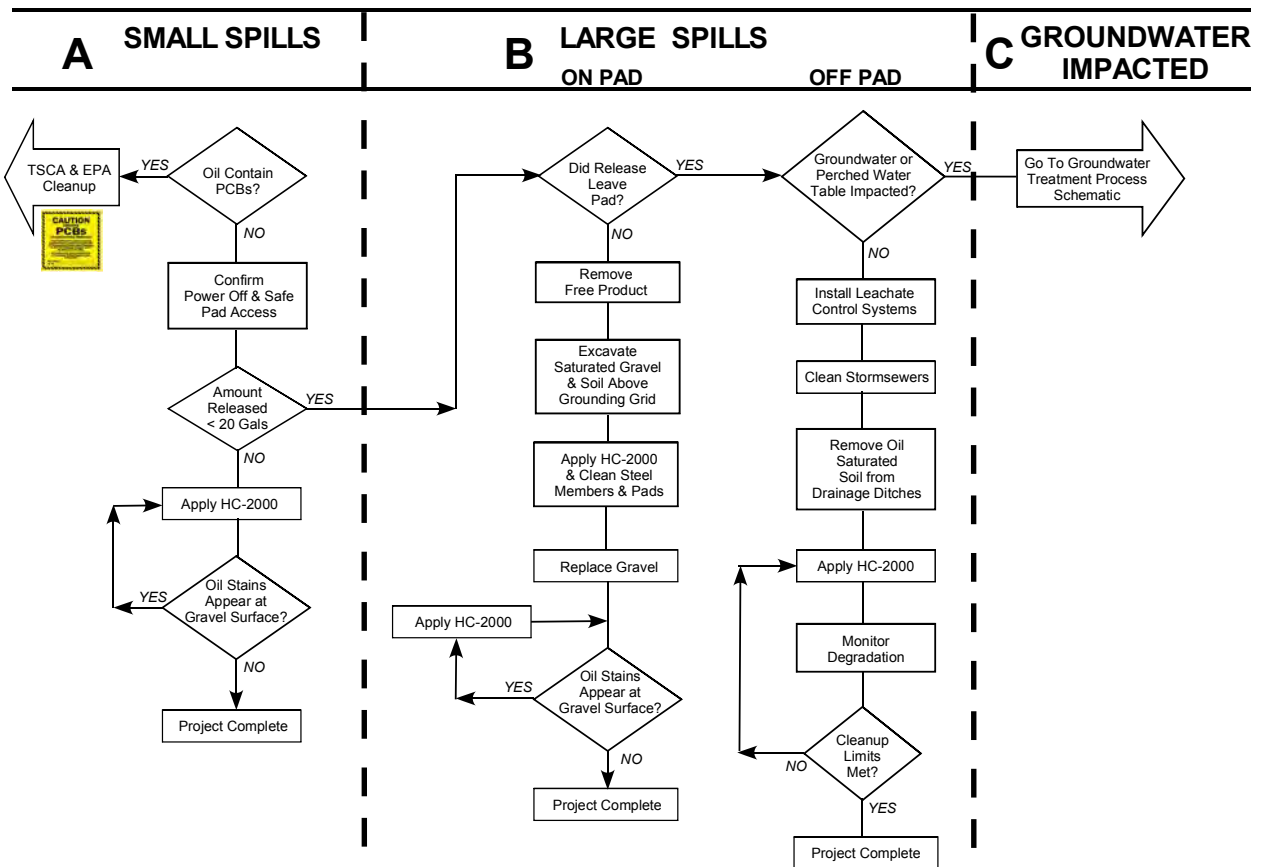 A
SMALL SPILLS
B
LARGE SPILLS
ON PAD
OFF PAD
C
GROUNDWATER
IMPACTED
TSCA & EPA
Cleanup
YES
Oil Contain
PCBs?
CAUTION
PCBs
NO
Confirm
Power Off & Safe
Pad Access
Amount
Released
< 20 Gals
YES
NO
Apply HC-2000
Oil Stains
Appear at
Gravel Surface?
YES
NO
Project Complete
Did Release
Leave
Pad?
YES
NO
Remove
Free Product
Excavate
Saturated Gravel
& Soil Above
Grounding Grid
Apply HC-2000
& Clean Steel
Members & Pads
Replace Gravel
Apply HC-2000
Oil Stains
Appear at
Gravel Surface?
YES
NO
Project Complete
Groundwater or
Perched Water
Table Impacted?
YES
NO
Install Leachate
Control Systems
Clean Stormsewers
Remove Oil
Saturated
Soil from
Drainage Ditches
Apply HC-2000
Monitor
Degradation
Cleanup
Limits
Met?
NO
YES
Project Complete
Go To Groundwater
Treatment Process
Schematic